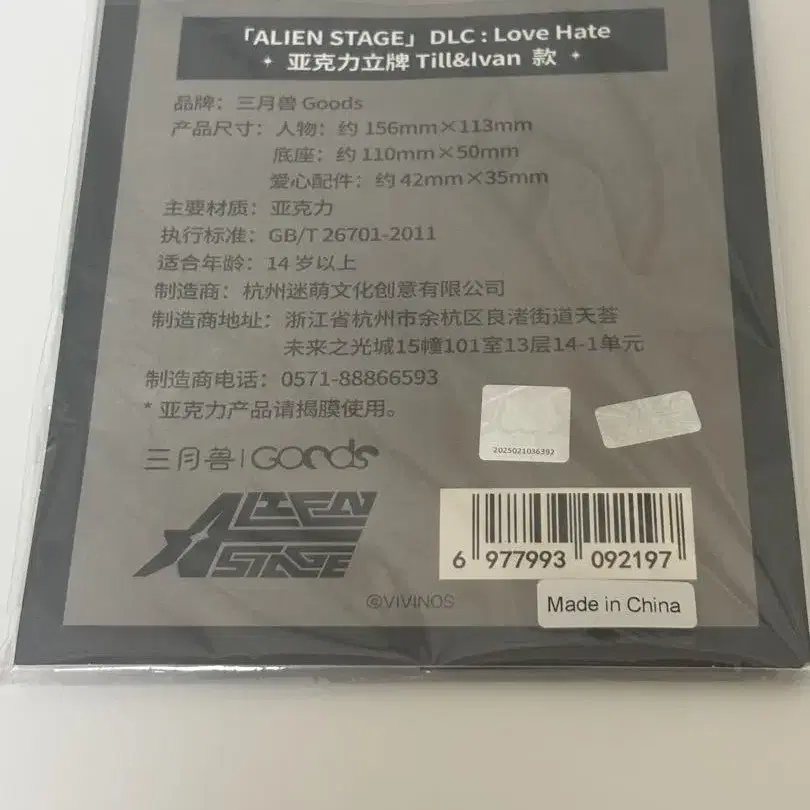 「ALIEN STAGE」DLC : Love Hate
亚克力立牌 Till&Ivan 款
品牌：三月兽 Goods
产品尺寸：人物：约 156mm×113mm
底座：约 110mm×50mm
爱心配件：约 42mm×35mm
主要材质：亚克力
执行标准：GB/T 26701-2011
适合年龄：14 岁以上
制造商：杭州迷萌文化创意有限公司
制造商地址：浙江省杭州市余杭区良渚街道天荟
未来之光城15幢101室13层14-1单元
制造商电话：0571-88866593
* 亚克力产品请揭膜使用。
2025021036392
三月兽 | Goods
ALIEN STAGE
6 977993 092197
©VIVINOS
Made in China